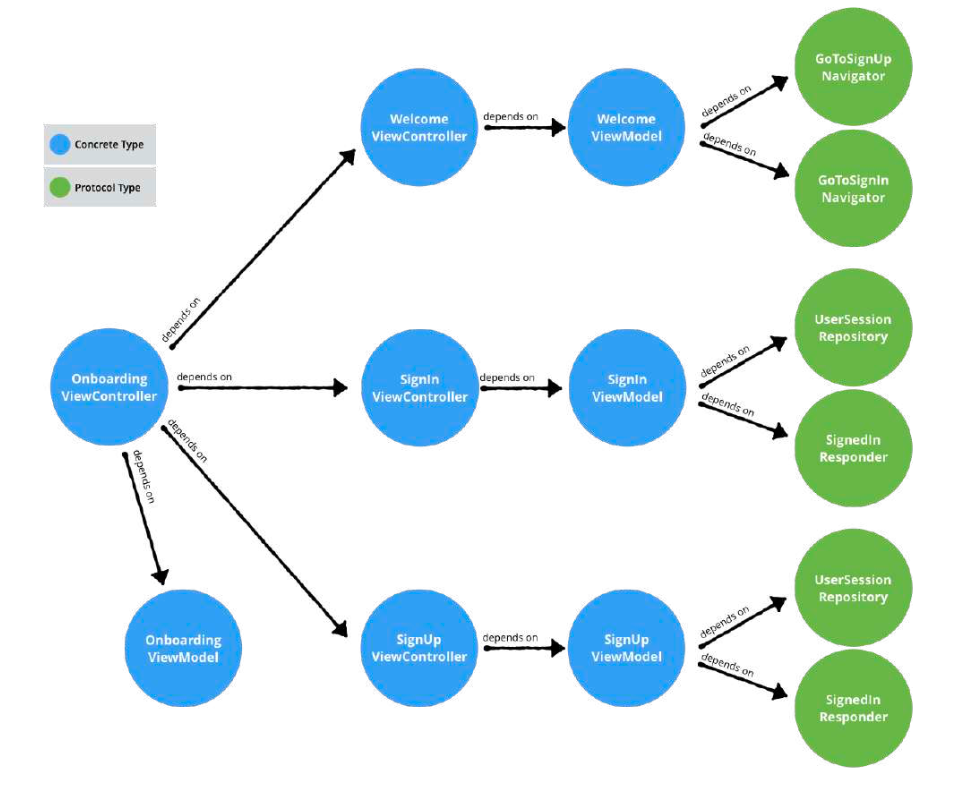 GoToSignUp
Navigator
Welcome
ViewController
depends on
Welcome
ViewModel
depends on
depends on
GoToSignIn
Navigator
Concrete Type
Protocol Type
depends on
UserSession
Repository
Onboarding
ViewController
depends on
SignIn
ViewController
depends on
SignIn
ViewModel
depends on
depends on
SignedIn
Responder
depends on
depends on
UserSession
Repository
Onboarding
ViewModel
SignUp
ViewController
depends on
SignUp
ViewModel
depends on
depends on
SignedIn
Responder